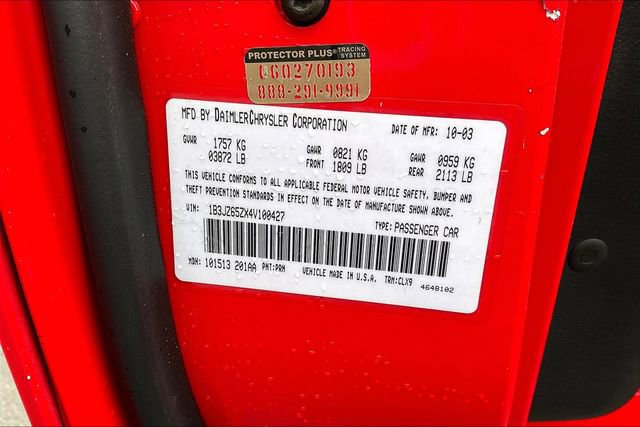 PROTECTOR PLUS® TRACING SYSTEM
C60270193
888-291-9991
MFD BY DAIMLERCHRYSLER CORPORATION DATE OF MFR: 10-03
GVWR 1757 KG GAWR 0821 KG GAWR 0959 KG
03872 LB FRONT 1809 LB REAR 2113 LB
THIS VEHICLE CONFORMS TO ALL APPLICABLE FEDERAL MOTOR VEHICLE SAFETY, BUMPER AND
THEFT PREVENTION STANDARDS IN EFFECT ON THE DATE OF MANUFACTURE SHOWN ABOVE.
VIN: 1B3JZ65ZX4V100427 TYPE: PASSENGER CAR
MDH: 101513 201AA PNT:PRM VEHICLE MADE IN U.S.A. TRM:CLX9
4648102